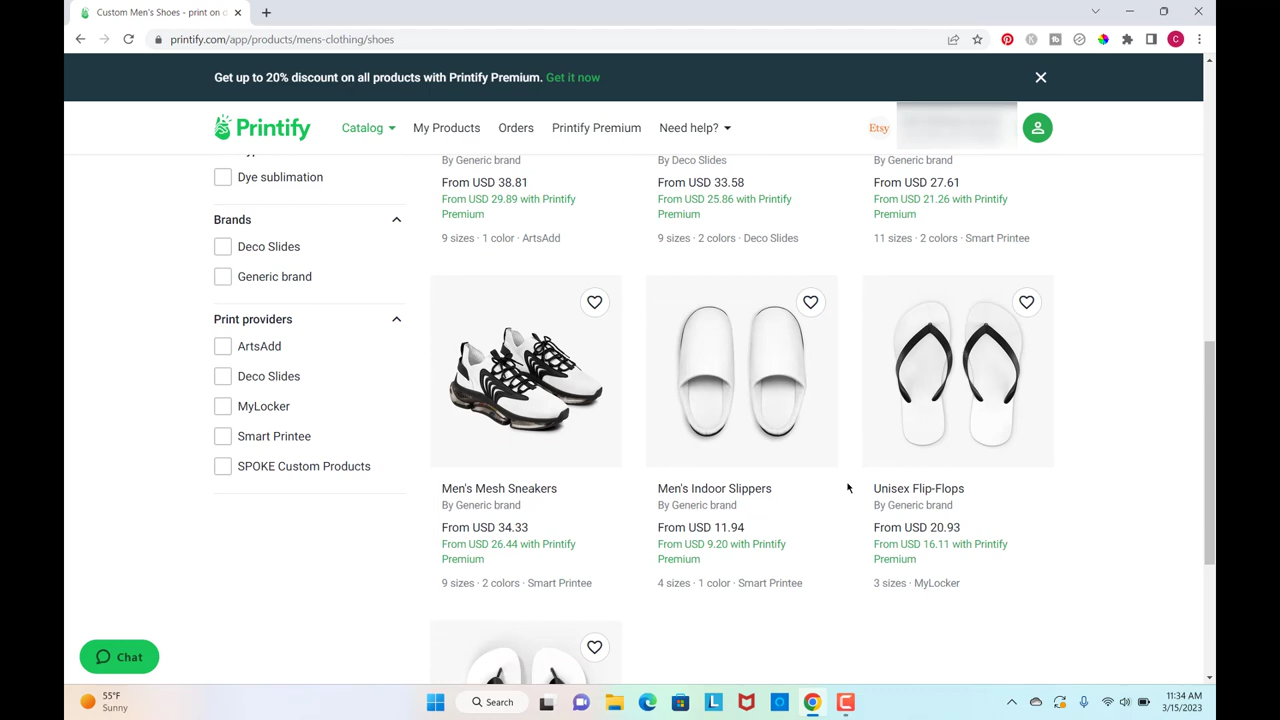 Custom Men's Shoes - print on
printify.com/app/products/mens-clothing/shoes
C
Get up to 20% discount on all products with Printify Premium. Get it now
Printify
Catalog
My Products
Orders
Printify Premium
Need help?
Etsy
Dye sublimation
Brands
Deco Slides
Generic brand
Print providers
ArtsAdd
Deco Slides
MyLocker
Smart Printee
SPOKE Custom Products
By Generic brand
From USD 38.81
From USD 29.89 with Printify
Premium
9 sizes · 1 color · ArtsAdd
By Deco Slides
From USD 33.58
From USD 25.86 with Printify
Premium
9 sizes · 2 colors · Deco Slides
By Generic brand
From USD 27.61
From USD 21.26 with Printify
Premium
11 sizes · 2 colors · Smart Printee
Men's Mesh Sneakers
By Generic brand
From USD 34.33
From USD 26.44 with Printify
Premium
9 sizes · 2 colors · Smart Printee
Men's Indoor Slippers
By Generic brand
From USD 11.94
From USD 9.20 with Printify
Premium
4 sizes · 1 color · Smart Printee
Unisex Flip-Flops
By Generic brand
From USD 20.93
From USD 16.11 with Printify
Premium
3 sizes · MyLocker
Chat
55°F
Sunny
Search
11:34 AM
3/15/2023